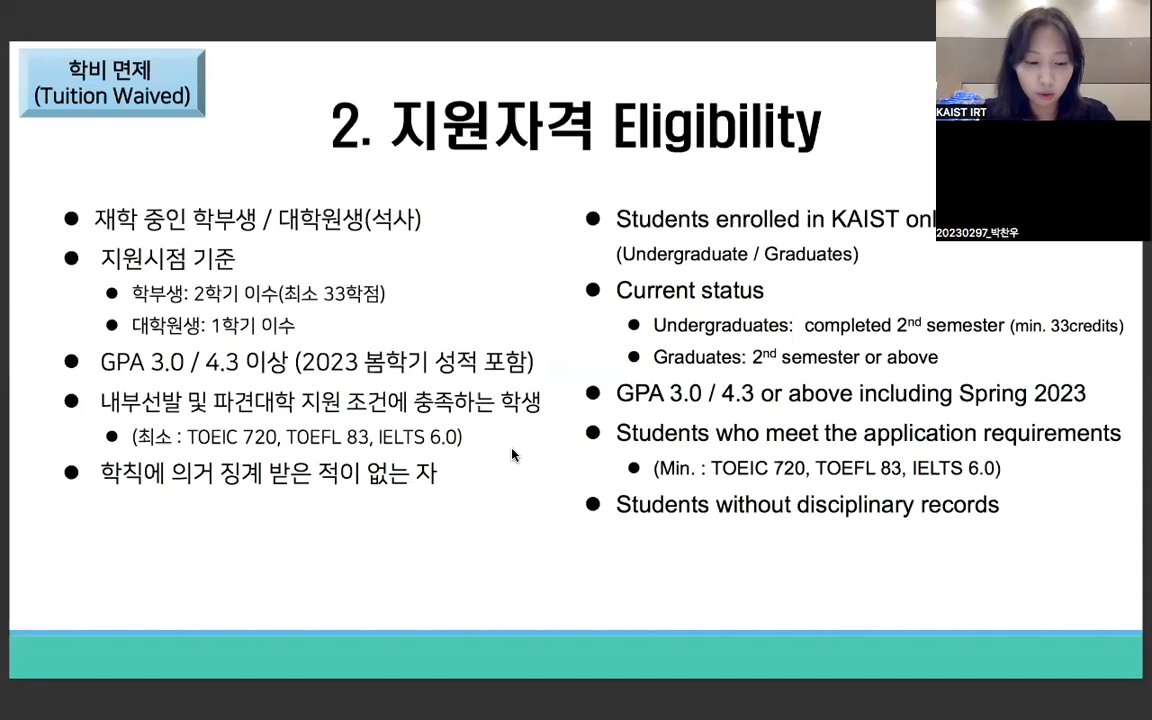 학비 면제
(Tuition Waived)
2. 지원자격 Eligibility
재학 중인 학부생 / 대학원생(석사)
지원시점 기준
학부생: 2학기 이수(최소 33학점)
대학원생: 1학기 이수
GPA 3.0 / 4.3 이상 (2023 봄학기 성적 포함)
내부선발 및 파견대학 지원 조건에 충족하는 학생
(최소 : TOEIC 720, TOEFL 83, IELTS 6.0)
학칙에 의거 징계 받은 적이 없는 자
Students enrolled in KAIST onl
(Undergraduate / Graduates)
Current status
Undergraduates: completed 2nd semester (min. 33credits)
Graduates: 2nd semester or above
GPA 3.0 / 4.3 or above including Spring 2023
Students who meet the application requirements
(Min. : TOEIC 720, TOEFL 83, IELTS 6.0)
Students without disciplinary records
KAIST IRT
20230297_박찬우